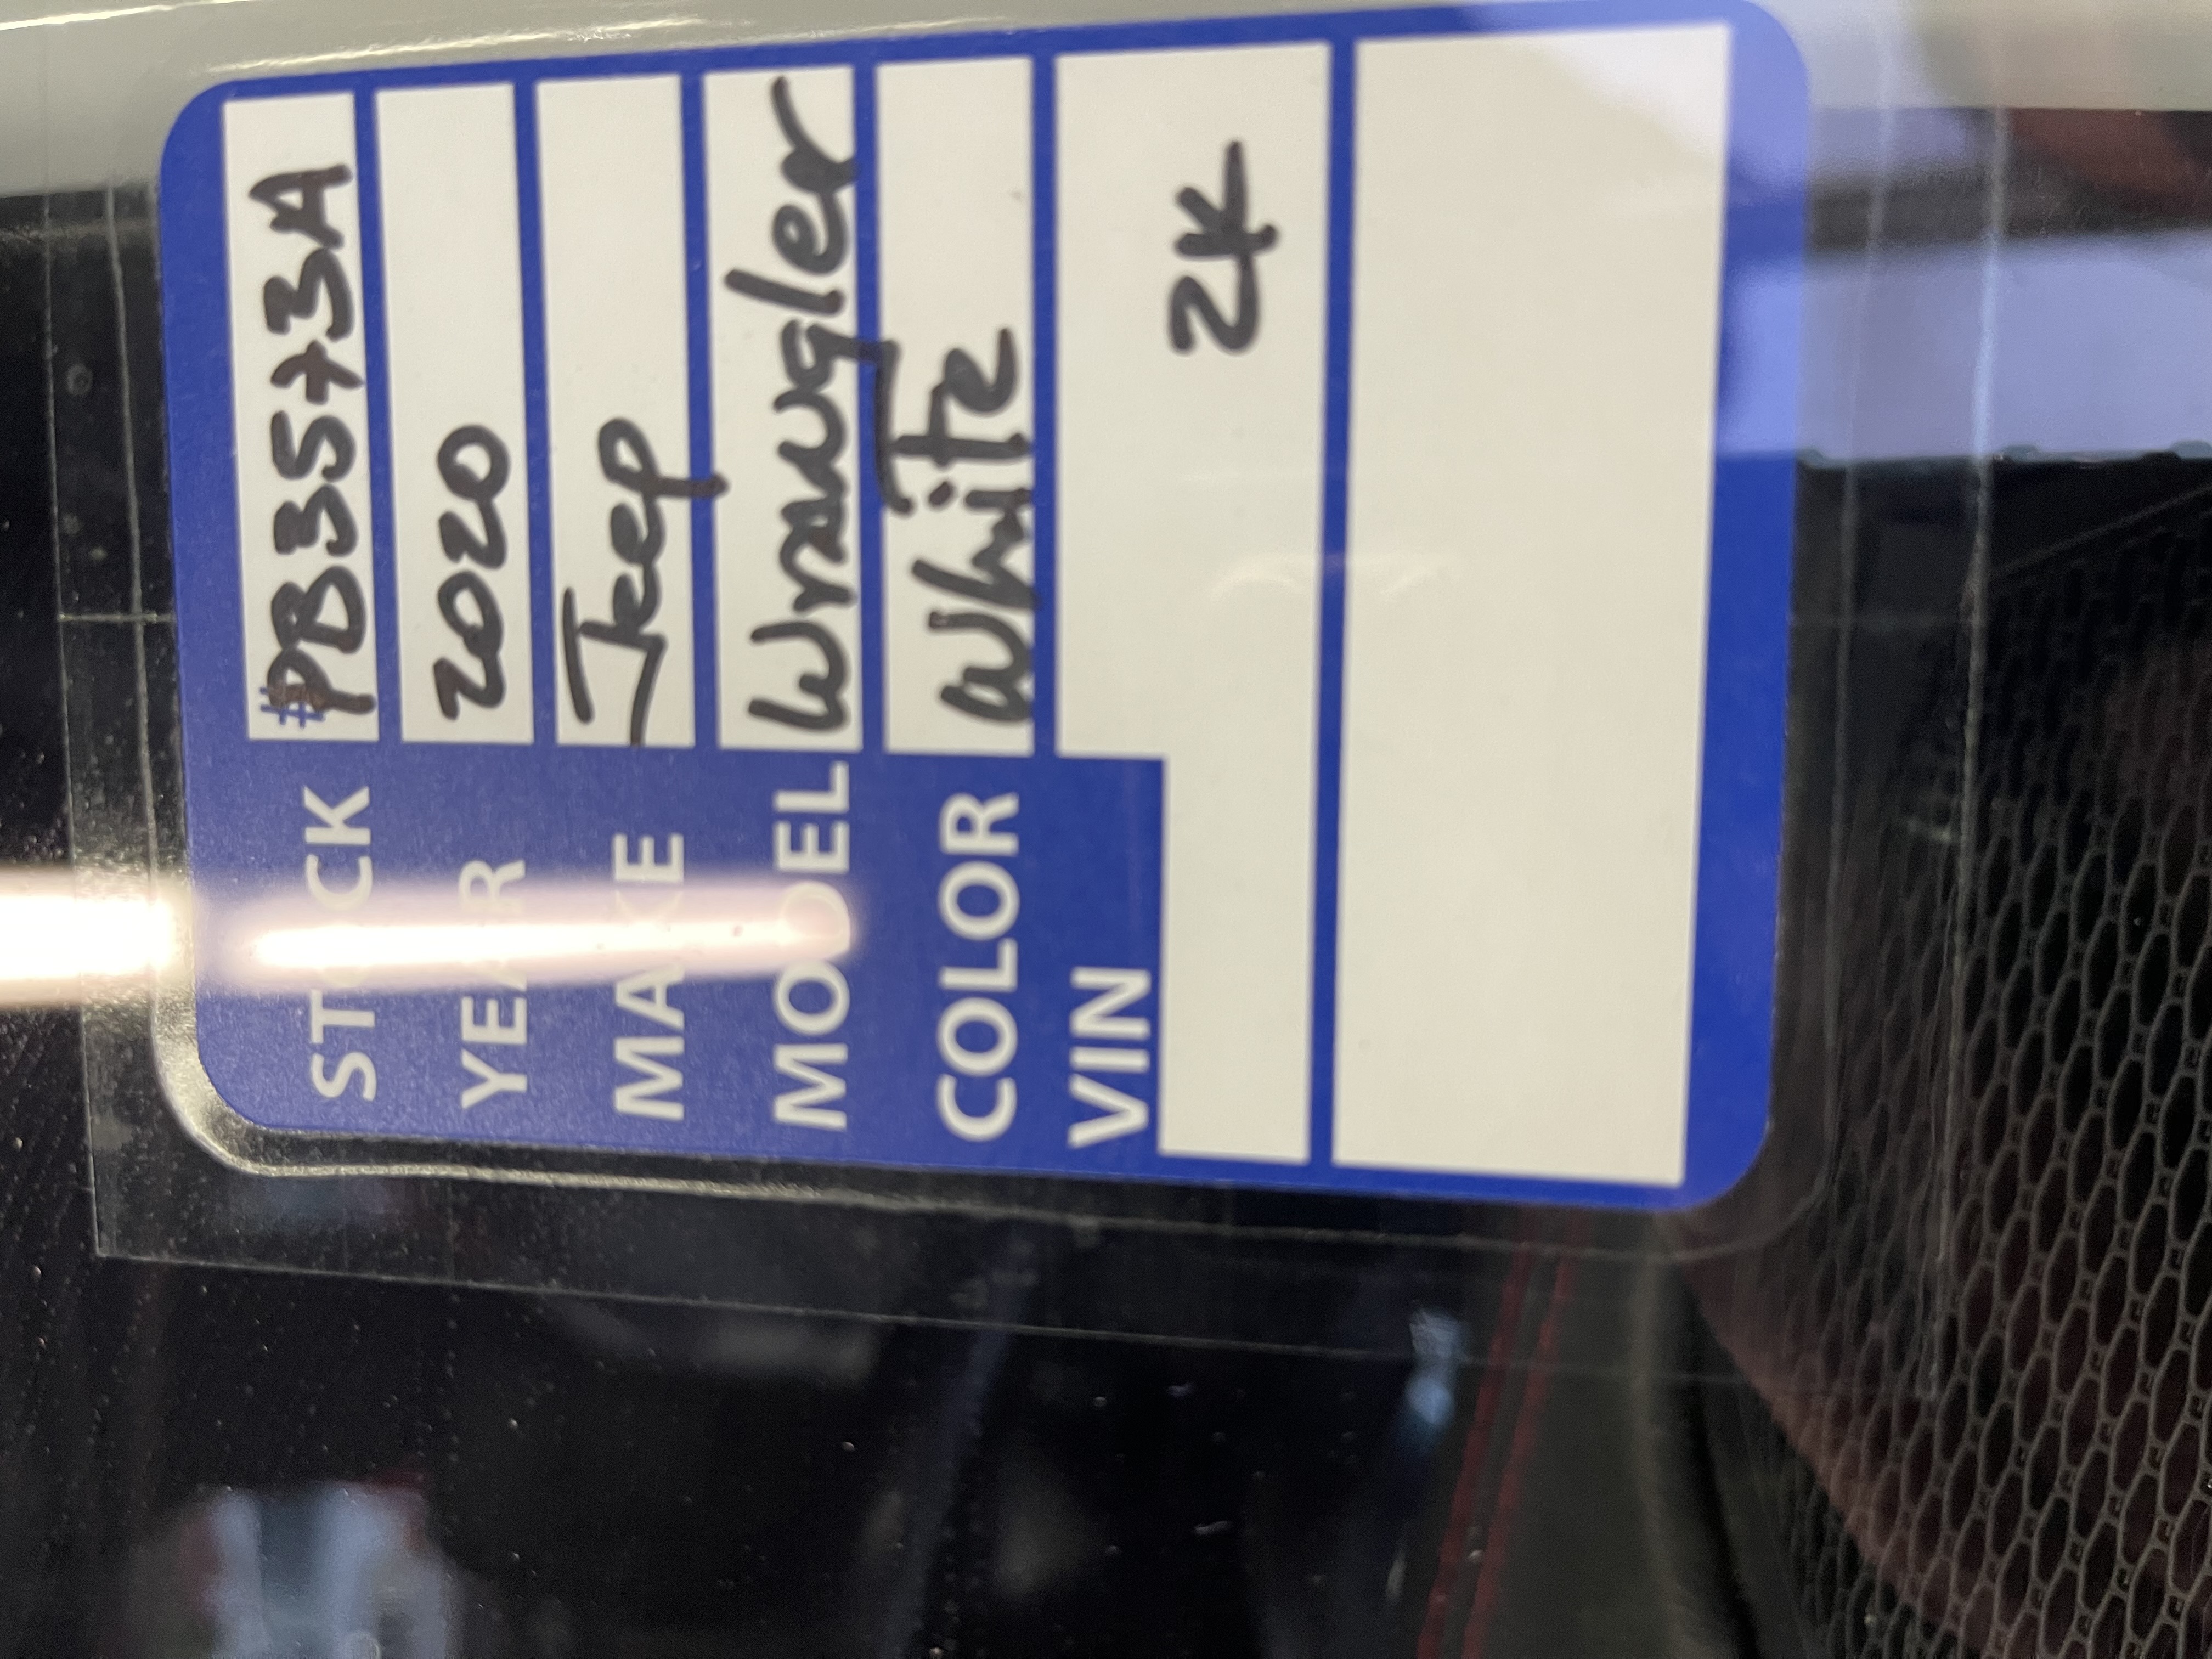 STOCK #PB3573A
YEAR 2020
MAKE Jeep
MODEL Wrangler
COLOR White
VIN
2K